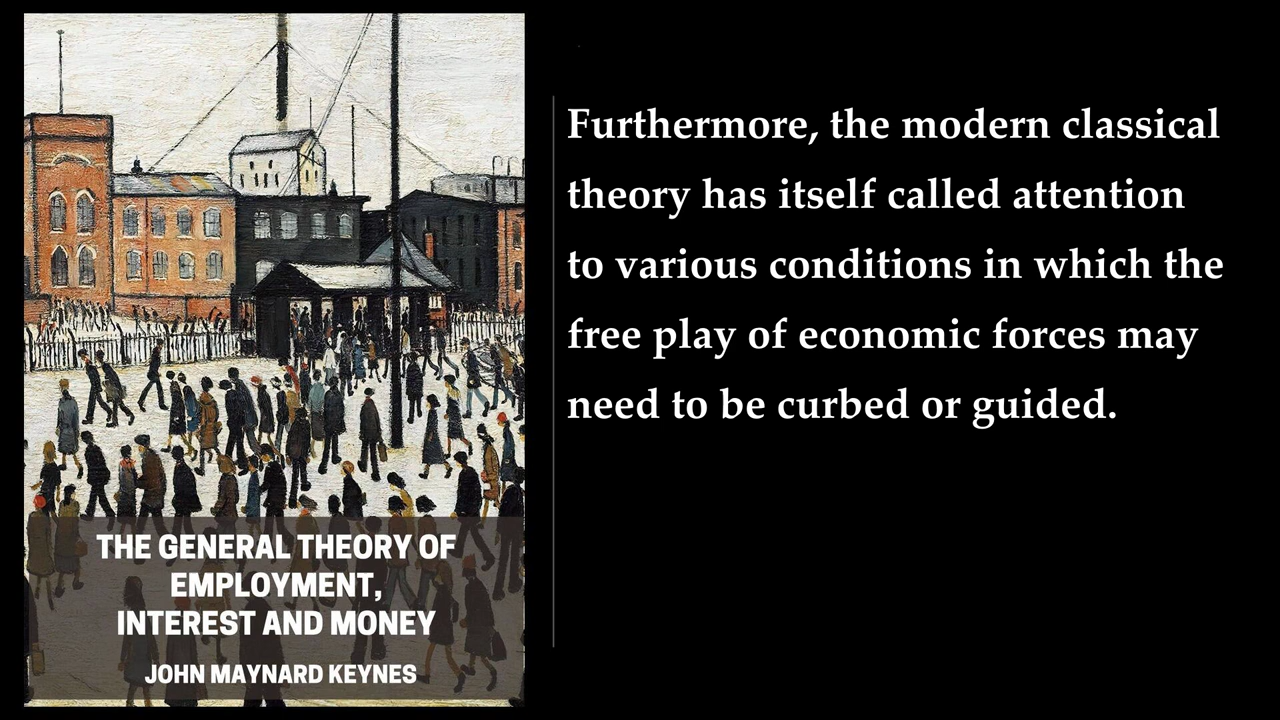 Furthermore, the modern classical
theory has itself called attention
to various conditions in which the
free play of economic forces may
need to be curbed or guided.
THE GENERAL THEORY OF
EMPLOYMENT,
INTEREST AND MONEY
JOHN MAYNARD KEYNES